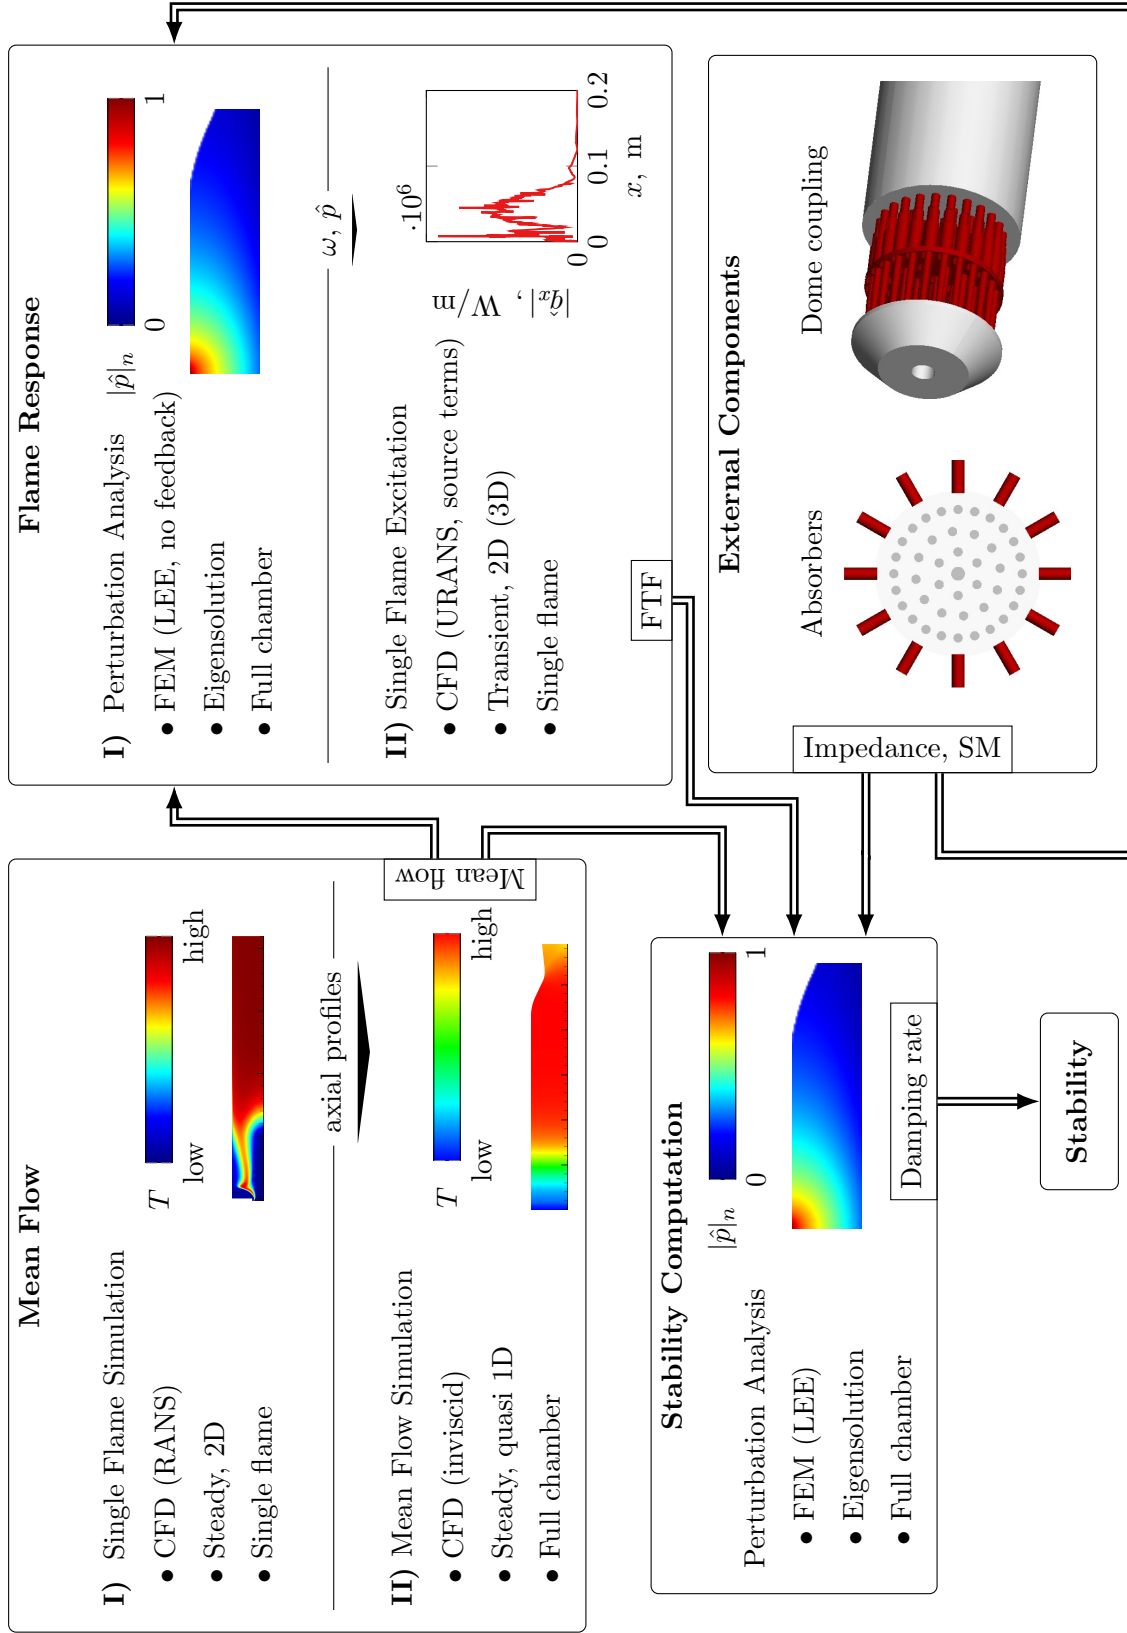 Mean Flow
I) Single Flame Simulation
• CFD (RANS)
• Steady, 2D
• Single flame
T
low high
axial profiles
II) Mean Flow Simulation
• CFD (inviscid)
• Steady, quasi 1D
• Full chamber
T
low high
Mean flow
Flame Response
I) Perturbation Analysis
• FEM (LEE, no feedback)
• Eigensolution
• Full chamber
|p̂|ₙ
0 1
ω, p̂
II) Single Flame Excitation
• CFD (URANS, source terms)
• Transient, 2D (3D)
• Single flame
|q̂ₓ|, W/m
·10⁶
0
0 0.1 0.2
x, m
FTF
Stability Computation
Perturbation Analysis
• FEM (LEE)
• Eigensolution
• Full chamber
|p̂|ₙ
0 1
Damping rate
Stability
External Components
Absorbers
Dome coupling
Impedance, SM